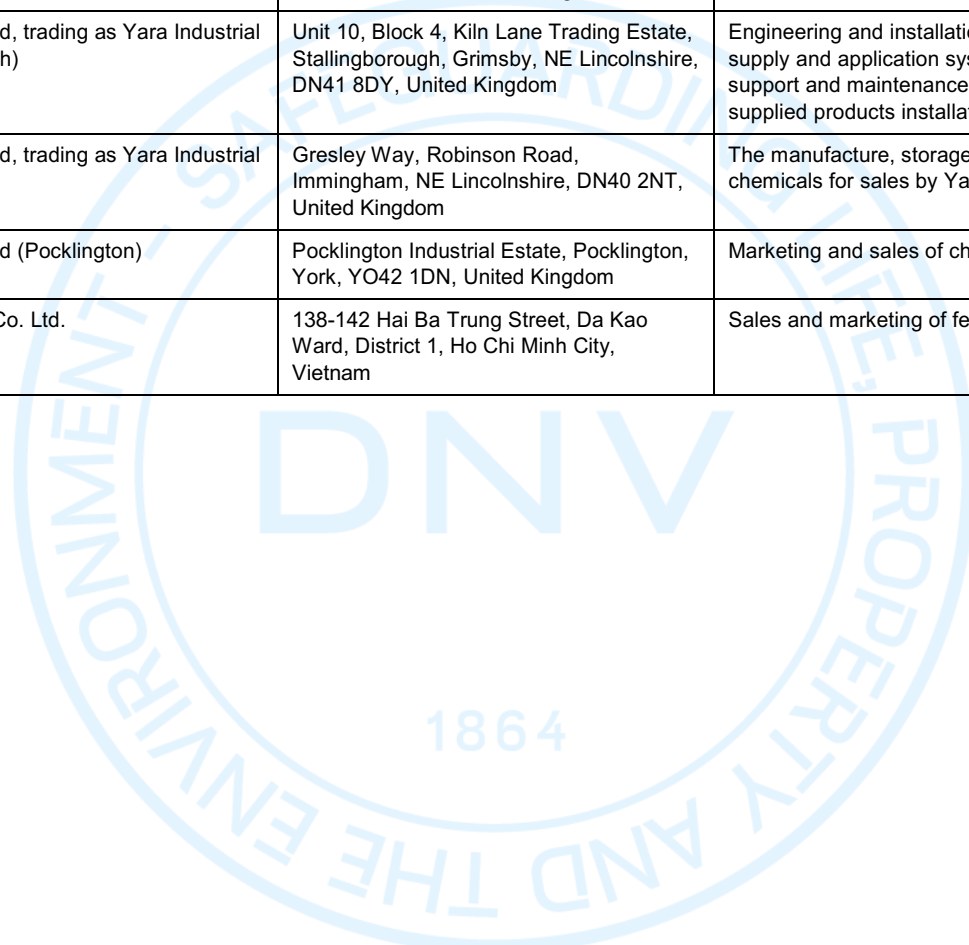 d, trading as Yara Industrial
h)
Unit 10, Block 4, Kiln Lane Trading Estate,
Stallingborough, Grimsby, NE Lincolnshire,
DN41 8DY, United Kingdom
Engineering and installati
supply and application sys
support and maintenance
supplied products installa
d, trading as Yara Industrial
Gresley Way, Robinson Road,
Immingham, NE Lincolnshire, DN40 2NT,
United Kingdom
The manufacture, storage
chemicals for sales by Ya
d (Pocklington)
Pocklington Industrial Estate, Pocklington,
York, YO42 1DN, United Kingdom
Marketing and sales of ch
Co. Ltd.
138-142 Hai Ba Trung Street, Da Kao
Ward, District 1, Ho Chi Minh City,
Vietnam
Sales and marketing of fe
SAFEGUARDING LIFE, PROPERTY AND THE ENVIRONMENT –
DNV
1864